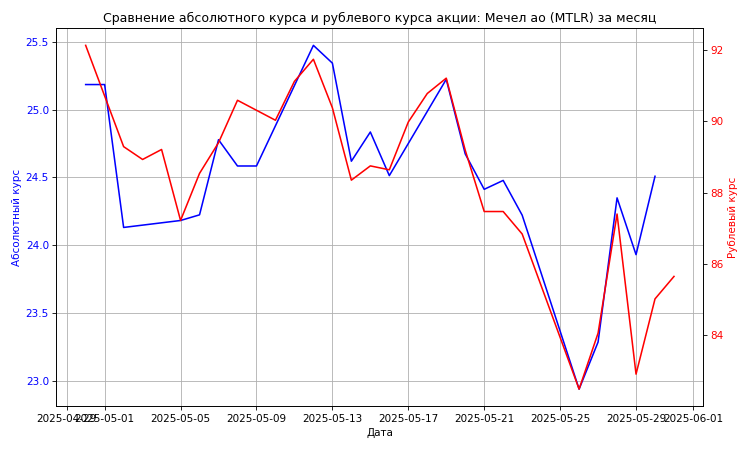 Сравнение абсолютного курса и рублевого курса акции: Мечел ао (MTLR) за месяц
25.5
25.0
24.5
24.0
23.5
23.0
Абсолютный курс
92
90
88
86
84
Рублевый курс
2025-04-29 2025-05-01 2025-05-05 2025-05-09 2025-05-13 2025-05-17 2025-05-21 2025-05-25 2025-05-29 2025-06-01
Дата